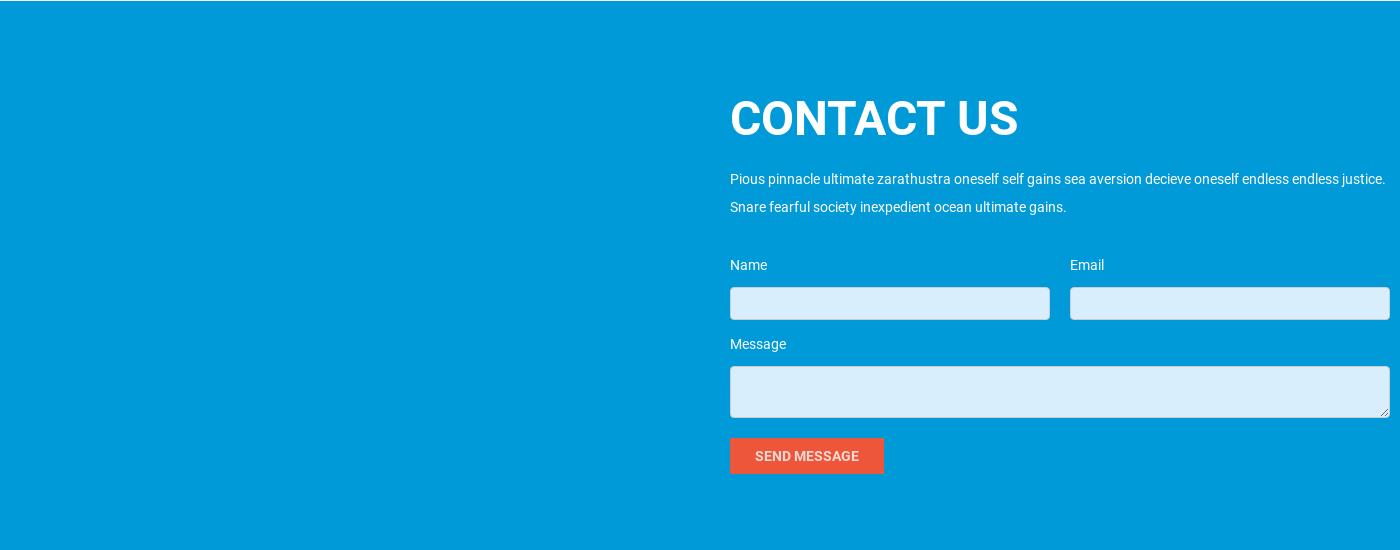 CONTACT US
Pious pinnacle ultimate zarathustra oneself self gains sea aversion decieve oneself endless endless justice.
Snare fearful society inexpedient ocean ultimate gains.
Name
Email
Message
SEND MESSAGE